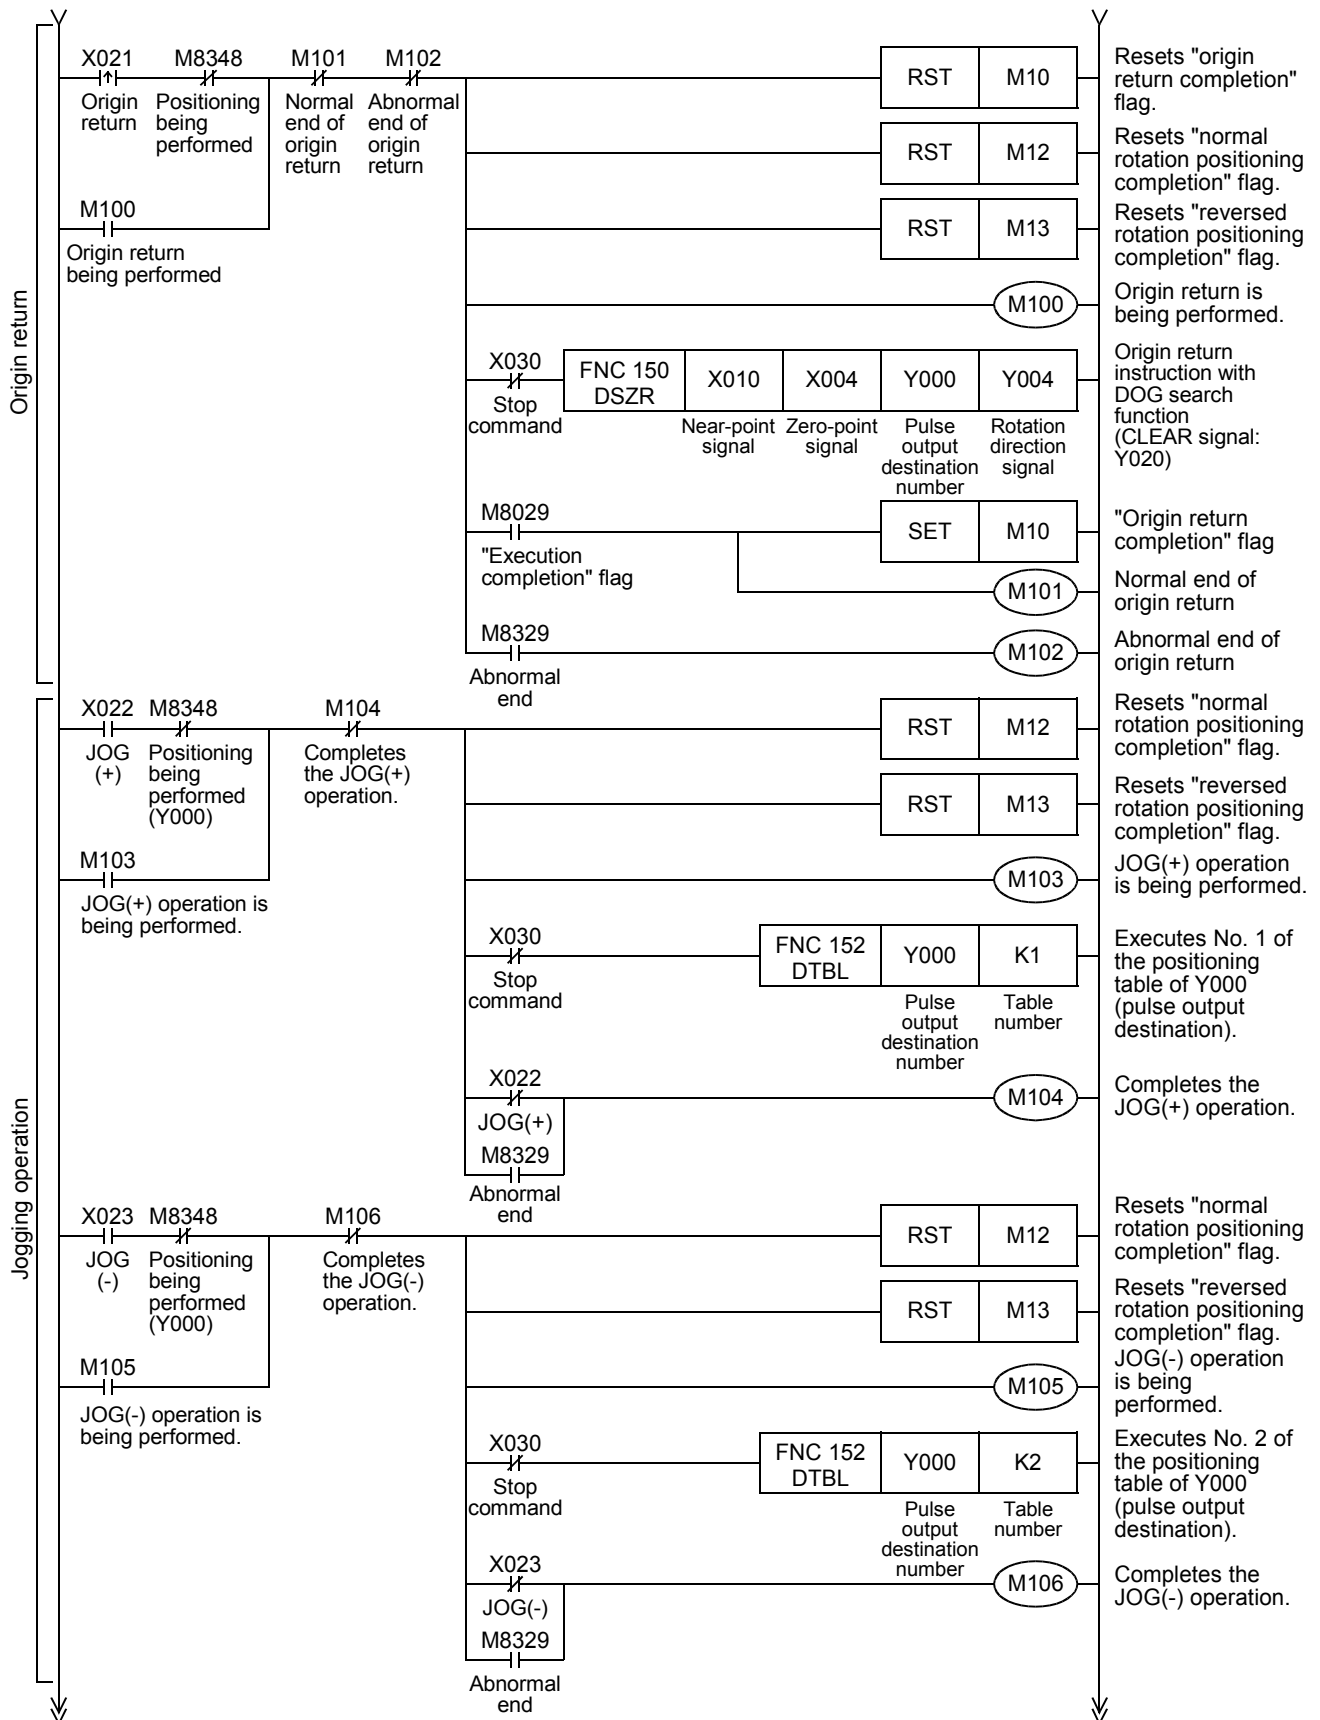 Origin return
X021
M8348
M101
M102
Origin
return
Positioning
being
performed
Normal
end of
origin
return
Abnormal
end of
origin
return
RST
M10
Resets "origin
return completion"
flag.
RST
M12
Resets "normal
rotation positioning
completion" flag.
M100
Origin return
being performed
RST
M13
Resets "reversed
rotation positioning
completion" flag.
M100
Origin return is
being performed.
X030
Stop
command
FNC 150
DSZR
X010
X004
Y000
Y004
Near-point
signal
Zero-point
signal
Pulse
output
destination
number
Rotation
direction
signal
Origin return
instruction with
DOG search
function
(CLEAR signal:
Y020)
M8029
"Execution
completion" flag
SET
M10
"Origin return
completion" flag
M101
Normal end of
origin return
M8329
Abnormal
end
M102
Abnormal end of
origin return
Jogging operation
X022
M8348
M104
JOG
(+)
Positioning
being
performed
(Y000)
Completes
the JOG(+)
operation.
RST
M12
Resets "normal
rotation positioning
completion" flag.
RST
M13
Resets "reversed
rotation positioning
completion" flag.
M103
JOG(+) operation is
being performed.
M103
JOG(+) operation
is being performed.
X030
Stop
command
FNC 152
DTBL
Y000
K1
Pulse
output
destination
number
Table
number
Executes No. 1 of
the positioning
table of Y000
(pulse output
destination).
X022
JOG(+)
M8329
Abnormal
end
M104
Completes the
JOG(+) operation.
X023
M8348
M106
JOG
(-)
Positioning
being
performed
(Y000)
Completes
the JOG(-)
operation.
RST
M12
Resets "normal
rotation positioning
completion" flag.
RST
M13
Resets "reversed
rotation positioning
completion" flag.
M105
JOG(-) operation is
being performed.
M105
JOG(-) operation
is being
performed.
X030
Stop
command
FNC 152
DTBL
Y000
K2
Pulse
output
destination
number
Table
number
Executes No. 2 of
the positioning
table of Y000
(pulse output
destination).
X023
JOG(-)
M8329
Abnormal
end
M106
Completes the
JOG(-) operation.